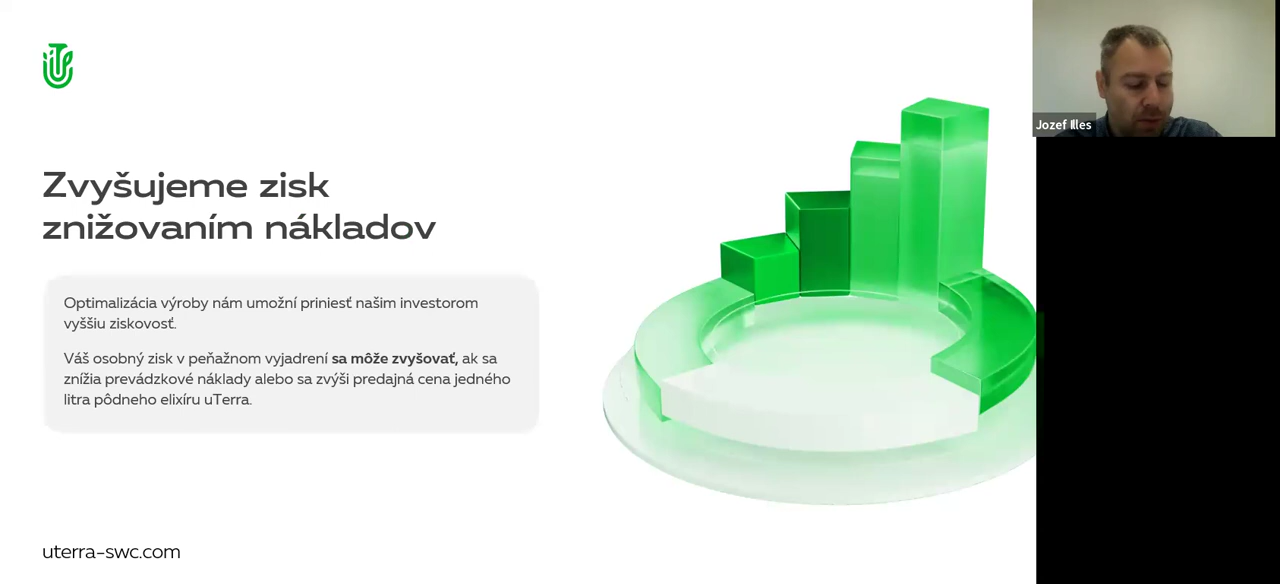 Zvyšujeme zisk
znižovaním nákladov
Optimalizácia výroby nám umožní priniesť našim investorom
vyššiu ziskovosť.
Váš osobný zisk v peňažnom vyjadrení sa môže zvyšovať, ak sa
znížia prevádzkové náklady alebo sa zvýši predajná cena jedného
litra pôdneho elixíru uTerra.
uterra-swc.com
Jozef Illes